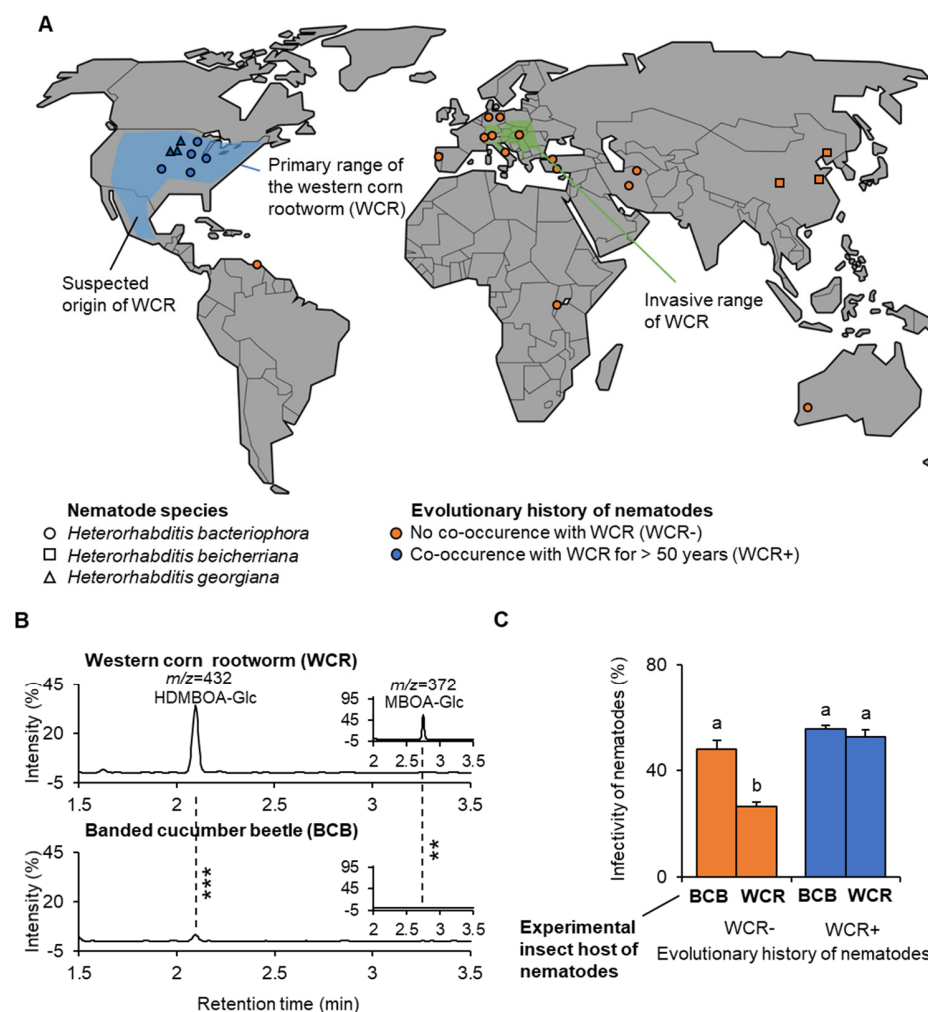 A
Primary range of
the western corn
rootworm (WCR)
Suspected
origin of WCR
Invasive range
of WCR
Nematode species
Heterorhabditis bacteriophora
Heterorhabditis beicherriana
Heterorhabditis georgiana
Evolutionary history of nematodes
No co-occurence with WCR (WCR-)
Co-occurence with WCR for > 50 years (WCR+)
B
Western corn rootworm (WCR)
m/z=432
HDMBOA-Glc
m/z=372
MBOA-Glc
Intensity (%)
45
20
-5
95
45
-5
2 2.5 3 3.5
1.5 2 2.5 3 3.5
Banded cucumber beetle (BCB)
Intensity (%)
45
20
-5
***
**
95
45
-5
2 2.5 3 3.5
1.5 2 2.5 3 3.5
Retention time (min)
C
Infectivity of nematodes (%)
80
40
0
a
b
a
a
BCB WCR BCB WCR
WCR- WCR+
Experimental
insect host of
nematodes
Evolutionary history of nematodes